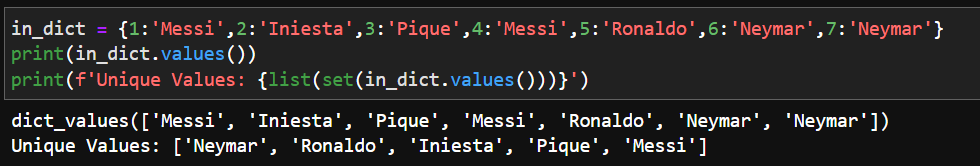 in_dict = {1:'Messi',2:'Iniesta',3:'Pique',4:'Messi',5:'Ronaldo',6:'Neymar',7:'Neymar'}
print(in_dict.values())
print(f'Unique Values: {list(set(in_dict.values()))}')
dict_values(['Messi', 'Iniesta', 'Pique', 'Messi', 'Ronaldo', 'Neymar', 'Neymar'])
Unique Values: ['Neymar', 'Ronaldo', 'Iniesta', 'Pique', 'Messi']